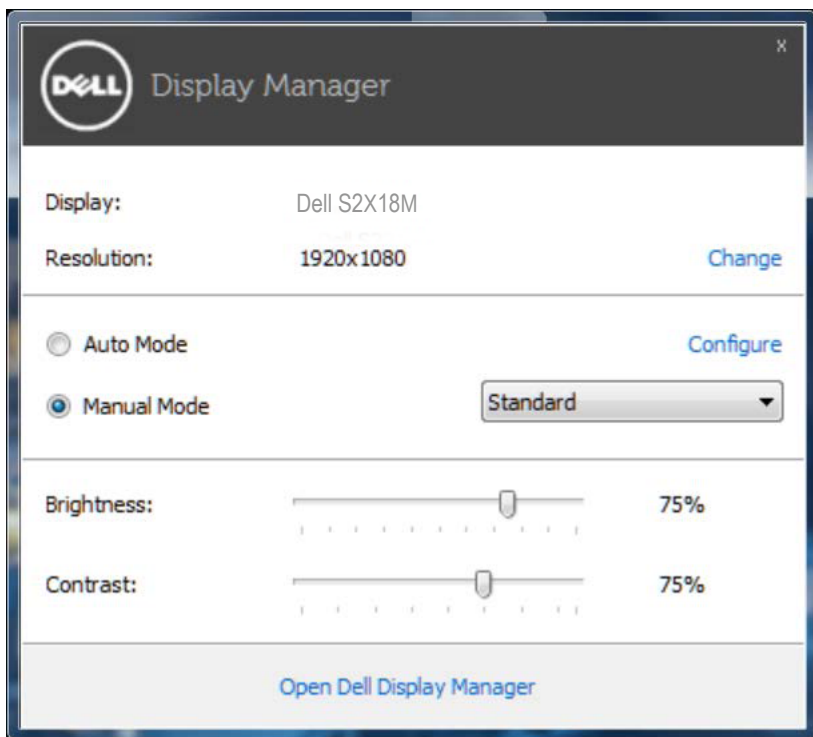 DELL Display Manager
x
Display: Dell S2X18M
Resolution: 1920x1080 Change
Auto Mode Configure
Manual Mode Standard
Brightness: 75%
Contrast: 75%
Open Dell Display Manager